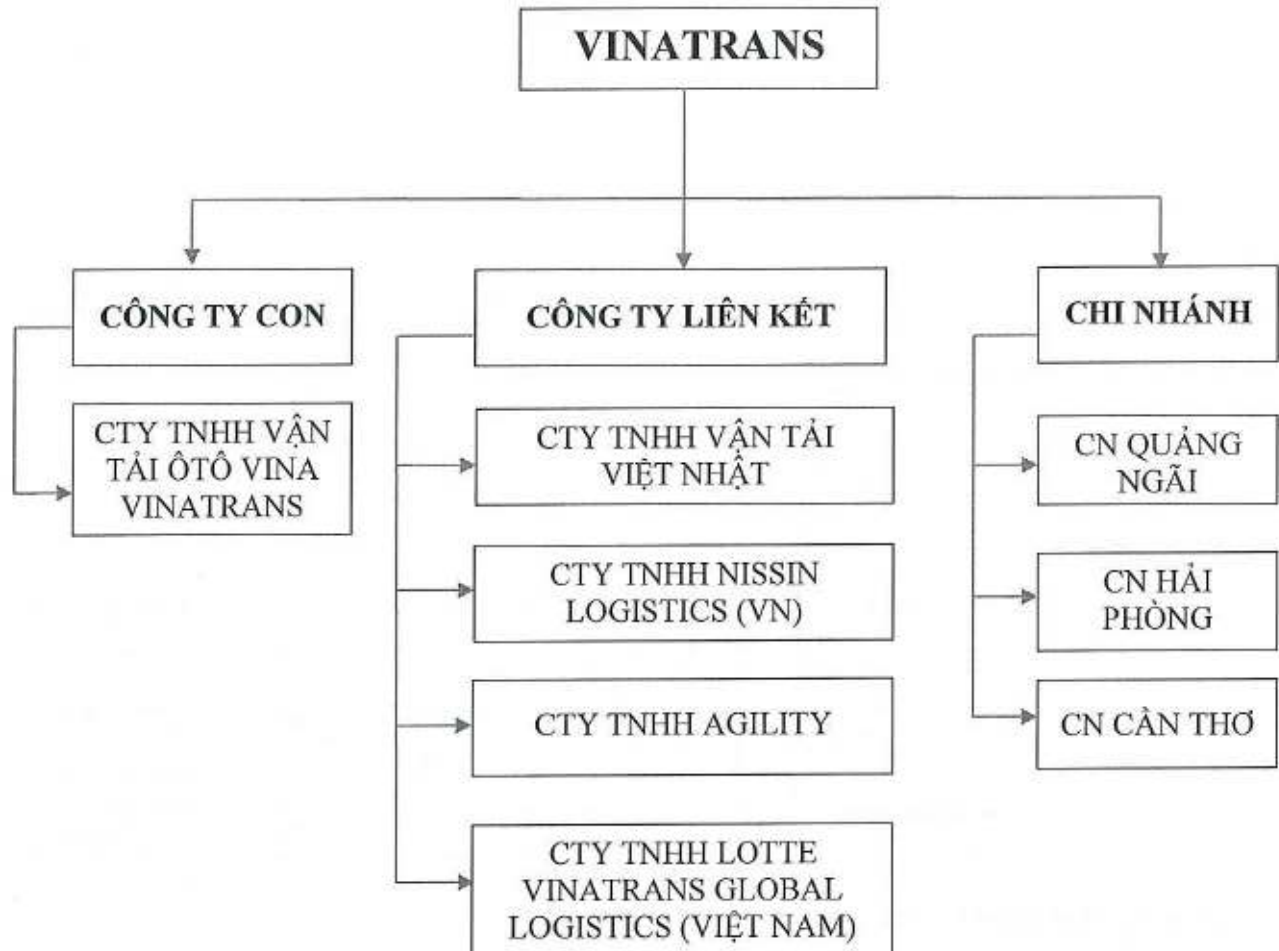 VINATRANS
CÔNG TY CON
CTY TNHH VẬN
TẢI ÔTÔ VINA
VINATRANS
CÔNG TY LIÊN KẾT
CTY TNHH VẬN TẢI
VIỆT NHẬT
CTY TNHH NISSIN
LOGISTICS (VN)
CTY TNHH AGILITY
CTY TNHH LOTTE
VINATRANS GLOBAL
LOGISTICS (VIỆT NAM)
CHI NHÁNH
CN QUẢNG
NGÃI
CN HẢI
PHÒNG
CN CẦN THƠ